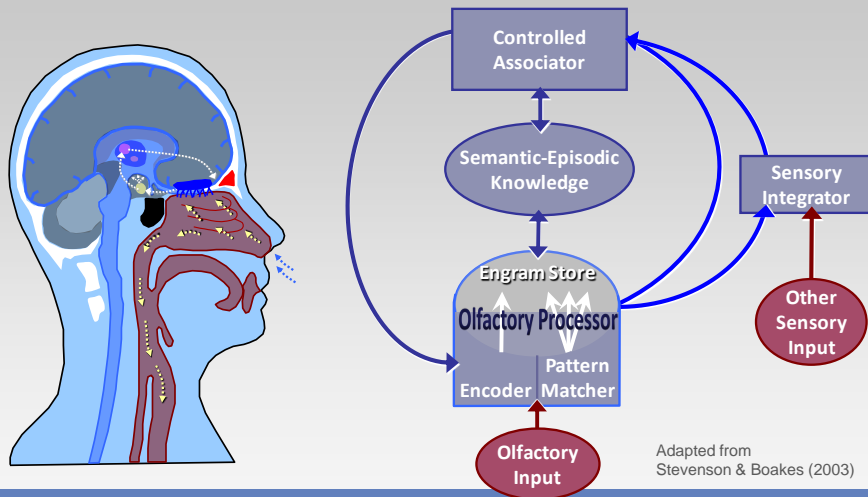 Controlled
Associator
Semantic-Episodic
Knowledge
Sensory
Integrator
Engram Store
Olfactory Processor
Encoder
Pattern
Matcher
Other
Sensory
Input
Olfactory
Input
Adapted from
Stevenson & Boakes (2003)